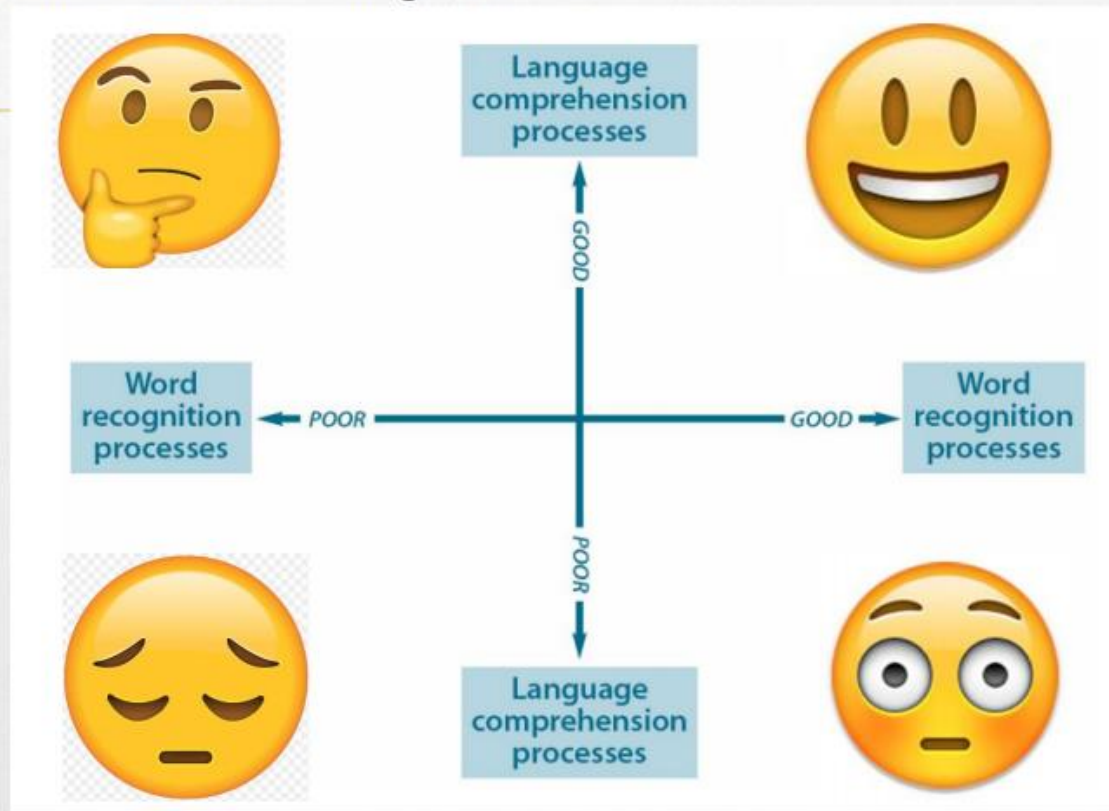 Language
comprehension
processes
GOOD
Word
recognition
processes
POOR
GOOD
Word
recognition
processes
POOR
Language
comprehension
processes